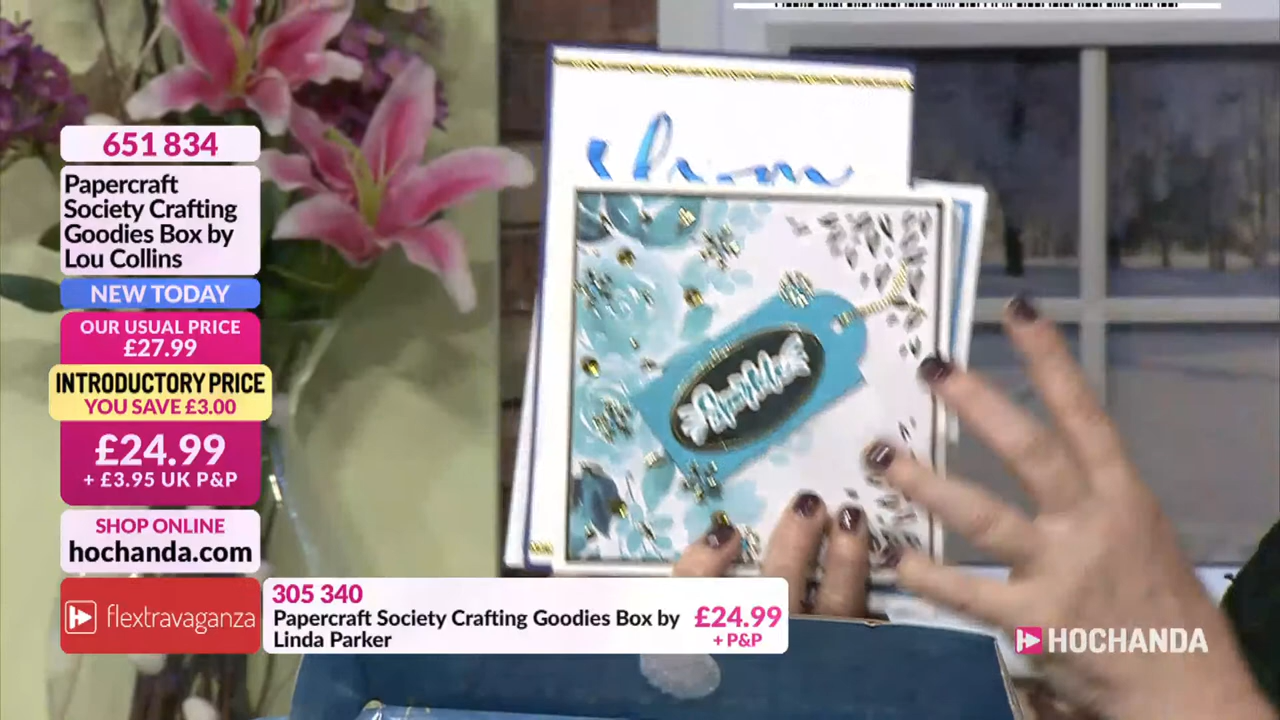 651 834
Papercraft
Society Crafting
Goodies Box by
Lou Collins
NEW TODAY
OUR USUAL PRICE
£27.99
INTRODUCTORY PRICE
YOU SAVE £3.00
£24.99
+ £3.95 UK P&P
SHOP ONLINE
hochanda.com
flextravaganza
305 340
Papercraft Society Crafting Goodies Box by
Linda Parker
£24.99
+ P&P
HOCHANDA